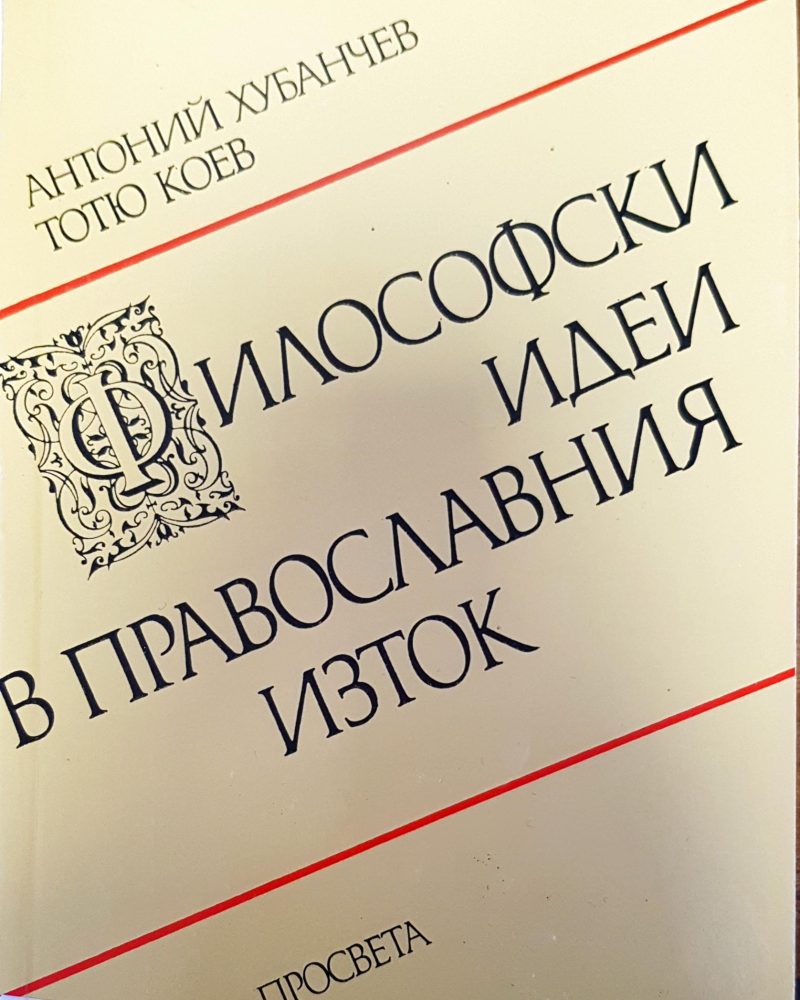 АНТОНИЙ ХУБАНЧЕВ
ТОТЮ КОЕВ
ФИЛОСОФСКИ
ИДЕИ
В ПРАВОСЛАВНИЯ
ИЗТОК
ПРОСВЕТА